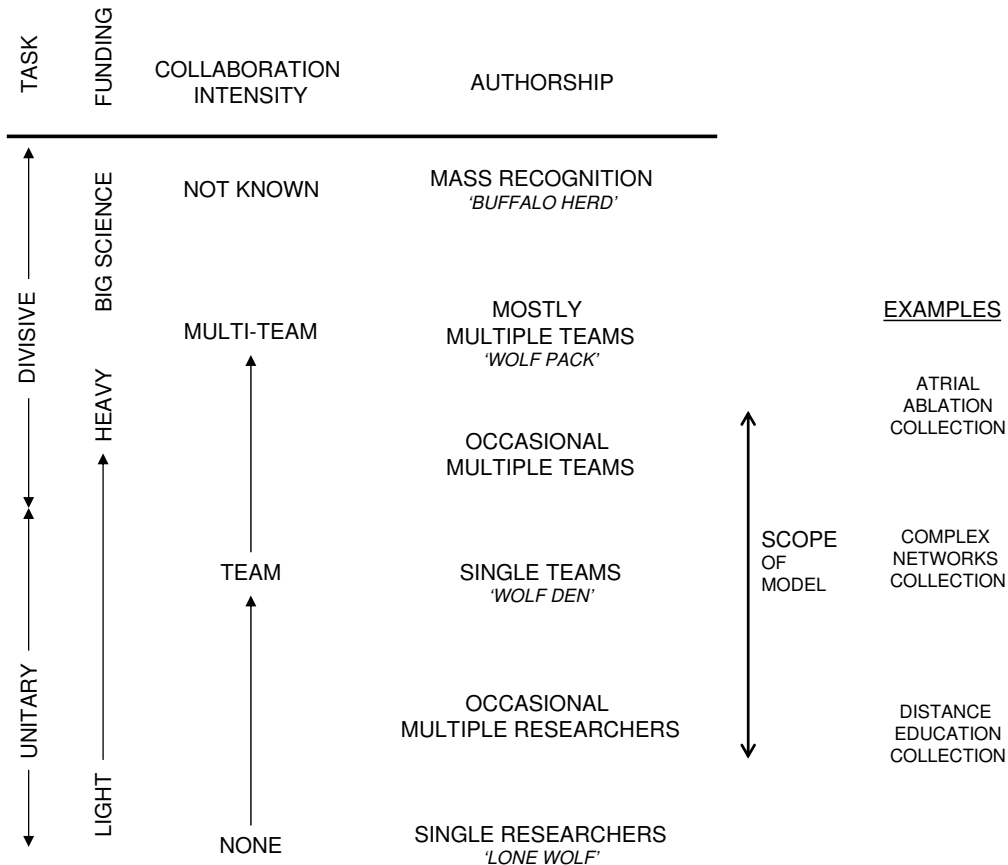 TASK
FUNDING
COLLABORATION
INTENSITY
AUTHORSHIP
DIVISIVE
BIG SCIENCE
NOT KNOWN
MASS RECOGNITION
‘BUFFALO HERD’
HEAVY
MULTI-TEAM
MOSTLY
MULTIPLE TEAMS
‘WOLF PACK’
OCCASIONAL
MULTIPLE TEAMS
UNITARY
TEAM
SINGLE TEAMS
‘WOLF DEN’
OCCASIONAL
MULTIPLE RESEARCHERS
LIGHT
NONE
SINGLE RESEARCHERS
‘LONE WOLF’
SCOPE
OF
MODEL
EXAMPLES
ATRIAL
ABLATION
COLLECTION
COMPLEX
NETWORKS
COLLECTION
DISTANCE
EDUCATION
COLLECTION